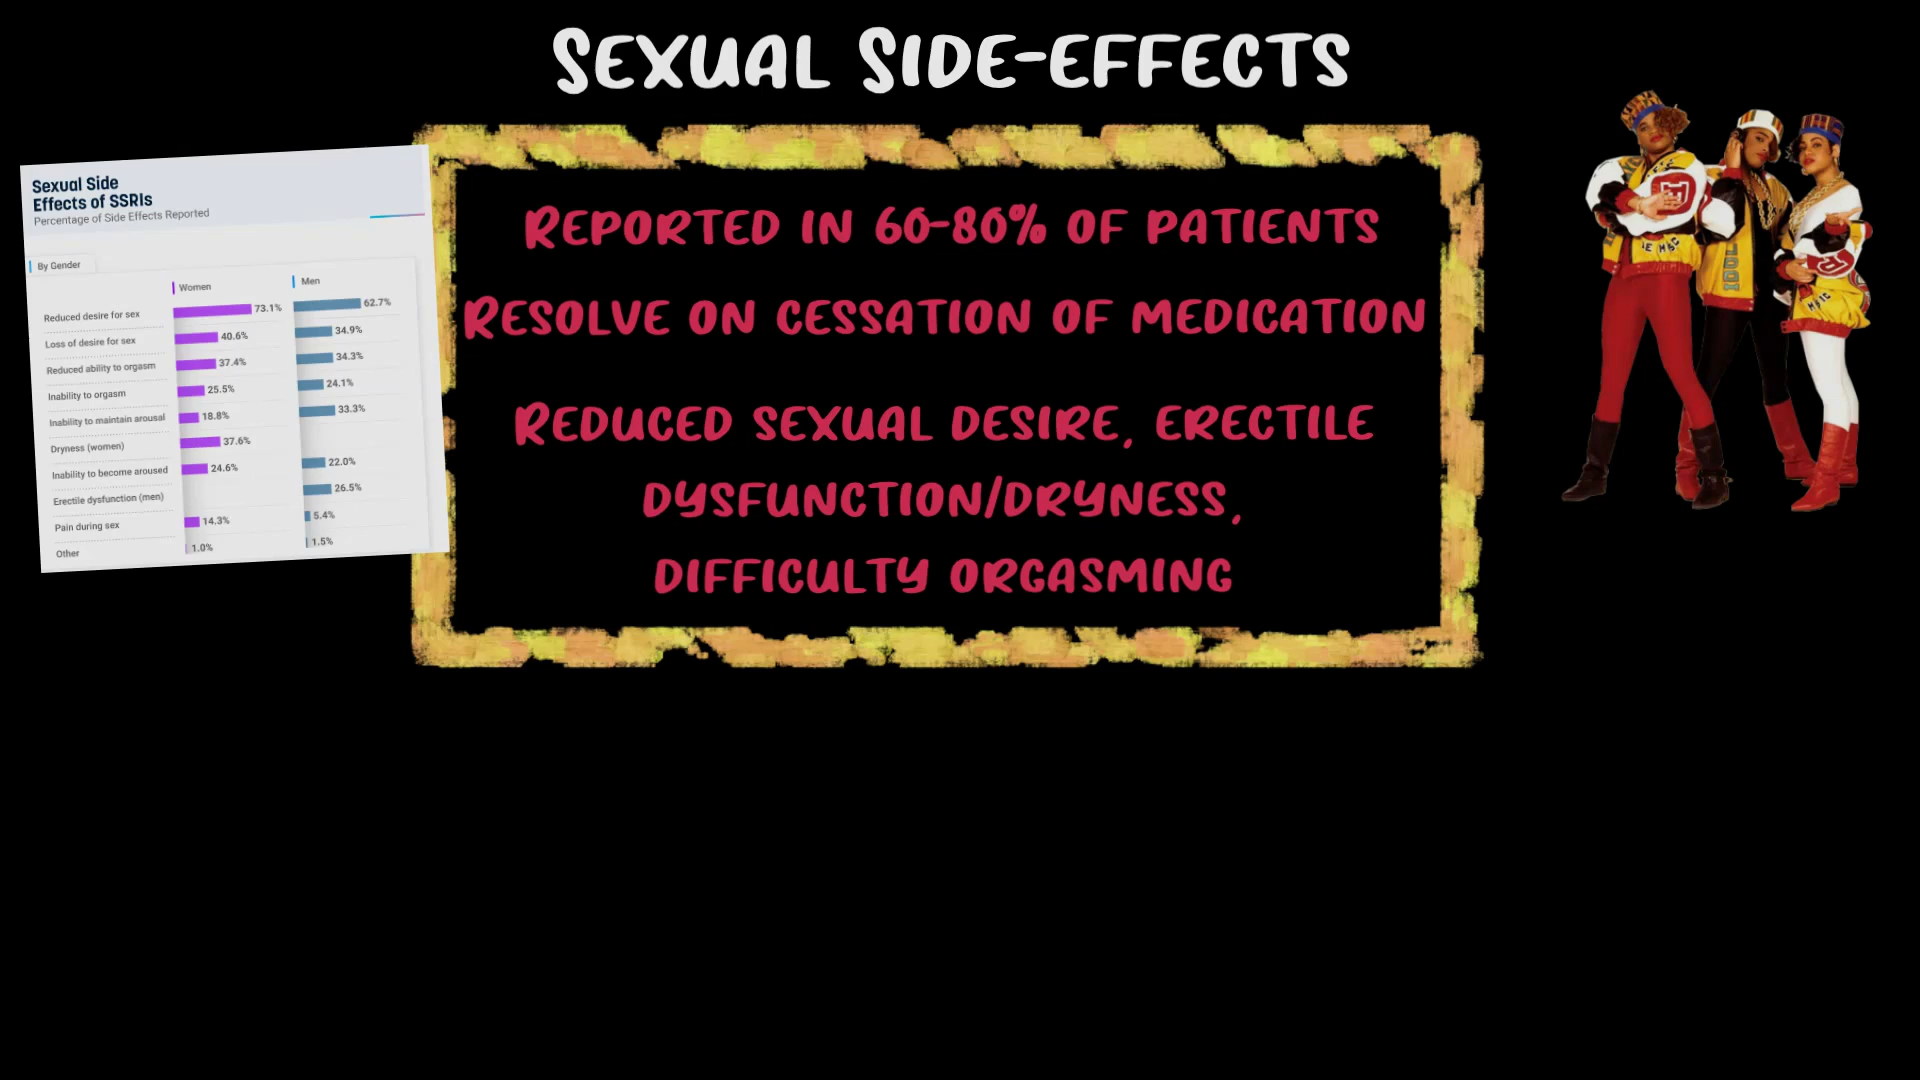 Sexual Side-effects
Sexual Side
Effects of SSRIs
Percentage of Side Effects Reported
By Gender
Women Men
Reduced desire for sex 73.1% 62.7%
Loss of desire for sex 40.6% 34.9%
Reduced ability to orgasm 37.4% 34.3%
Inability to orgasm 25.5% 24.1%
Inability to maintain arousal 18.8% 33.3%
Dryness (women) 37.6%
Inability to become aroused 24.6% 22.0%
Erectile dysfunction (men) 26.5%
Pain during sex 14.3% 5.4%
Other 1.0% 1.5%
Reported in 60-80% of patients
Resolve on cessation of medication
Reduced sexual desire, erectile
dysfunction/dryness,
difficulty orgasming